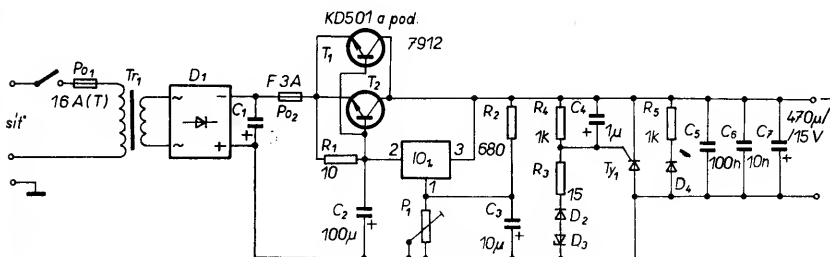 KD501 a pod.
7912
T1
T2
síť
Po1
16 A (T)
Tr1
D1
~
~
−
+
C1
+
F 3A
Po2
R1
10
2
IO1
3
1
C2
100µ
+
P1
R2
680
C3
10µ
+
R4
1K
C4
1µ
+
R3
15
D2
D3
Ty1
R5
1K
D4
C5
100n
C6
10n
C7
+
470µ/
/15 V
−